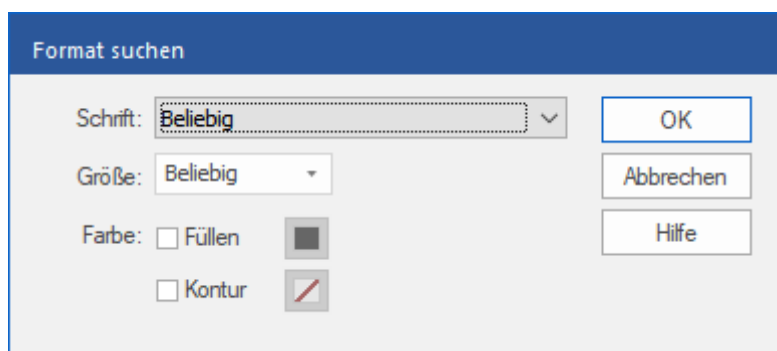 Format suchen
Schrift: Beliebig OK
Größe: Beliebig Abbrechen
Farbe: Füllen Hilfe
Kontur